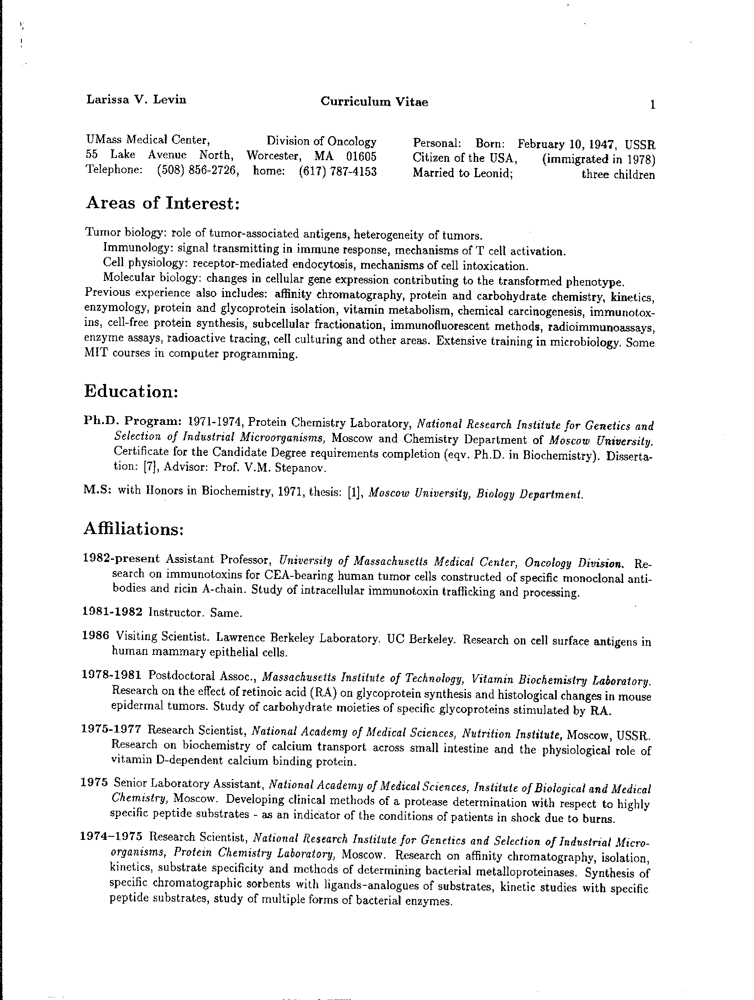 Larissa V. Levin Curriculum Vitae 1
UMass Medical Center, Division of Oncology
55 Lake Avenue North, Worcester, MA 01605
Telephone: (508) 856-2726, home: (617) 787-4153
Personal: Born: February 10, 1947, USSR
Citizen of the USA, (immigrated in 1978)
Married to Leonid; three children
Areas of Interest:
Tumor biology: role of tumor-associated antigens, heterogeneity of tumors.
Immunology: signal transmitting in immune response, mechanisms of T cell activation.
Cell physiology: receptor-mediated endocytosis, mechanisms of cell intoxication.
Molecular biology: changes in cellular gene expression contributing to the transformed phenotype.
Previous experience also includes: affinity chromatography, protein and carbohydrate chemistry, kinetics,
enzymology, protein and glycoprotein isolation, vitamin metabolism, chemical carcinogenesis, immunotox-
ins, cell-free protein synthesis, subcellular fractionation, immunofluorescent methods, radioimmunoassays,
enzyme assays, radioactive tracing, cell culturing and other areas. Extensive training in microbiology. Some
MIT courses in computer programming.
Education:
Ph.D. Program: 1971-1974, Protein Chemistry Laboratory, National Research Institute for Genetics and
Selection of Industrial Microorganisms, Moscow and Chemistry Department of Moscow University.
Certificate for the Candidate Degree requirements completion (eqv. Ph.D. in Biochemistry). Disserta-
tion: [7], Advisor: Prof. V.M. Stepanov.
M.S: with Honors in Biochemistry, 1971, thesis: [1], Moscow University, Biology Department.
Affiliations:
1982-present Assistant Professor, University of Massachusetts Medical Center, Oncology Division. Re-
search on immunotoxins for CEA-bearing human tumor cells constructed of specific monoclonal anti-
bodies and ricin A-chain. Study of intracellular immunotoxin trafficking and processing.
1981-1982 Instructor. Same.
1986 Visiting Scientist. Lawrence Berkeley Laboratory. UC Berkeley. Research on cell surface antigens in
human mammary epithelial cells.
1978-1981 Postdoctoral Assoc., Massachusetts Institute of Technology, Vitamin Biochemistry Laboratory.
Research on the effect of retinoic acid (RA) on glycoprotein synthesis and histological changes in mouse
epidermal tumors. Study of carbohydrate moieties of specific glycoproteins stimulated by RA.
1975-1977 Research Scientist, National Academy of Medical Sciences, Nutrition Institute, Moscow, USSR.
Research on biochemistry of calcium transport across small intestine and the physiological role of
vitamin D-dependent calcium binding protein.
1975 Senior Laboratory Assistant, National Academy of Medical Sciences, Institute of Biological and Medical
Chemistry, Moscow. Developing clinical methods of a protease determination with respect to highly
specific peptide substrates - as an indicator of the conditions of patients in shock due to burns.
1974-1975 Research Scientist, National Research Institute for Genetics and Selection of Industrial Micro-
organisms, Protein Chemistry Laboratory, Moscow. Research on affinity chromatography, isolation,
kinetics, substrate specificity and methods of determining bacterial metalloproteinases. Synthesis of
specific chromatographic sorbents with ligands-analogues of substrates, kinetic studies with specific
peptide substrates, study of multiple forms of bacterial enzymes.